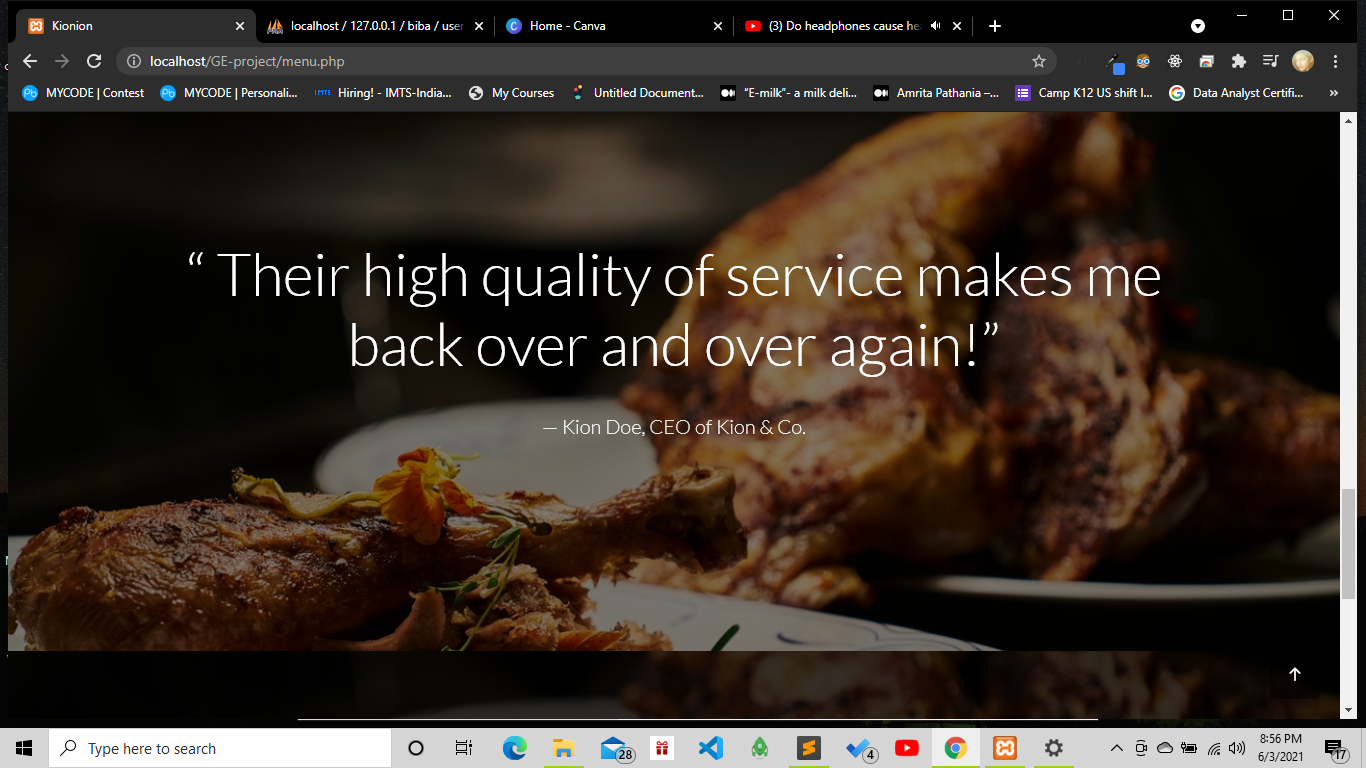 Kionion
localhost / 127.0.0.1 / biba / user
Home - Canva
(3) Do headphones cause hea
localhost/GE-project/menu.php
MYCODE | Contest
MYCODE | Personali...
IMTS
Hiring! - IMTS-India...
My Courses
Untitled Document...
“E-milk”- a milk deli...
Amrita Pathania –...
Camp K12 US shift I...
Data Analyst Certifi...
»
“ Their high quality of service makes me
back over and over again!”
— Kion Doe, CEO of Kion & Co.
Type here to search
28
4
8:56 PM
6/3/2021
17